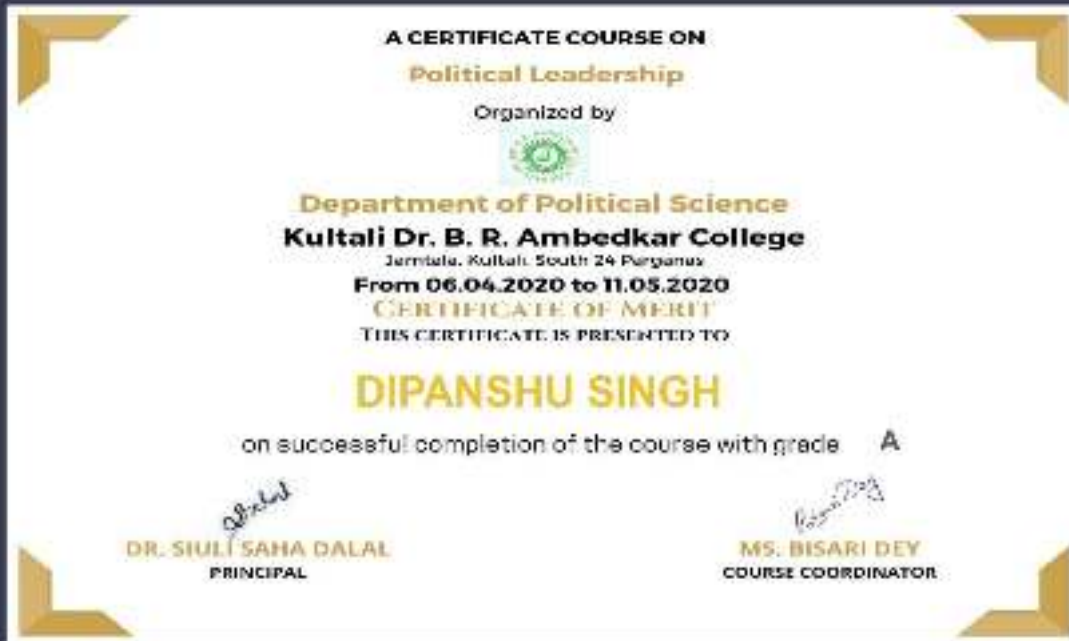 A CERTIFICATE COURSE ON
Political Leadership
Organized by
Department of Political Science
Kultali Dr. B. R. Ambedkar College
Jamtala, Kultali, South 24 Parganas
From 06.04.2020 to 11.05.2020
CERTIFICATE OF MERIT
THIS CERTIFICATE IS PRESENTED TO
DIPANSHU SINGH
on successful completion of the course with grade A
DR. SIULI SAHA DALAL
PRINCIPAL
MS. BISARI DEY
COURSE COORDINATOR